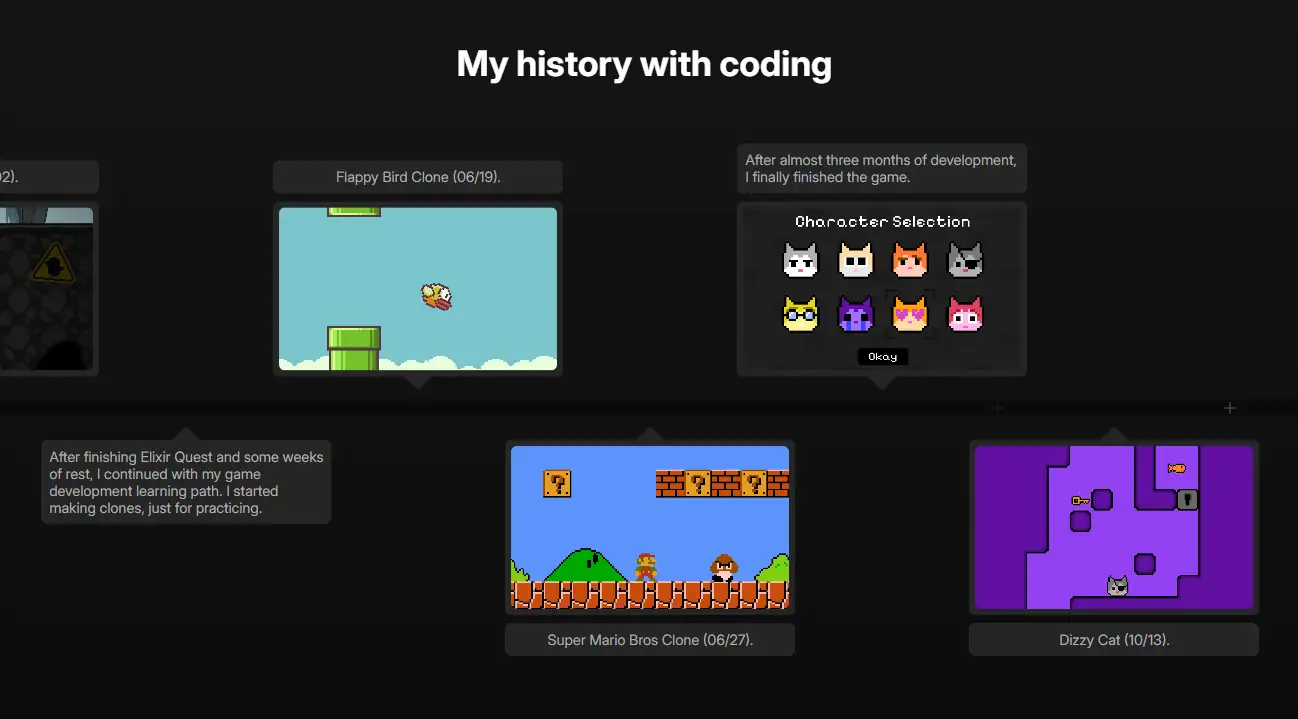 My history with coding
2).
Flappy Bird Clone (06/19).
After almost three months of development,
I finally finished the game.
Character Selection
Okay
After finishing Elixir Quest and some weeks
of rest, I continued with my game
development learning path. I started
making clones, just for practicing.
?
? ?
Super Mario Bros Clone (06/27).
Dizzy Cat (10/13).